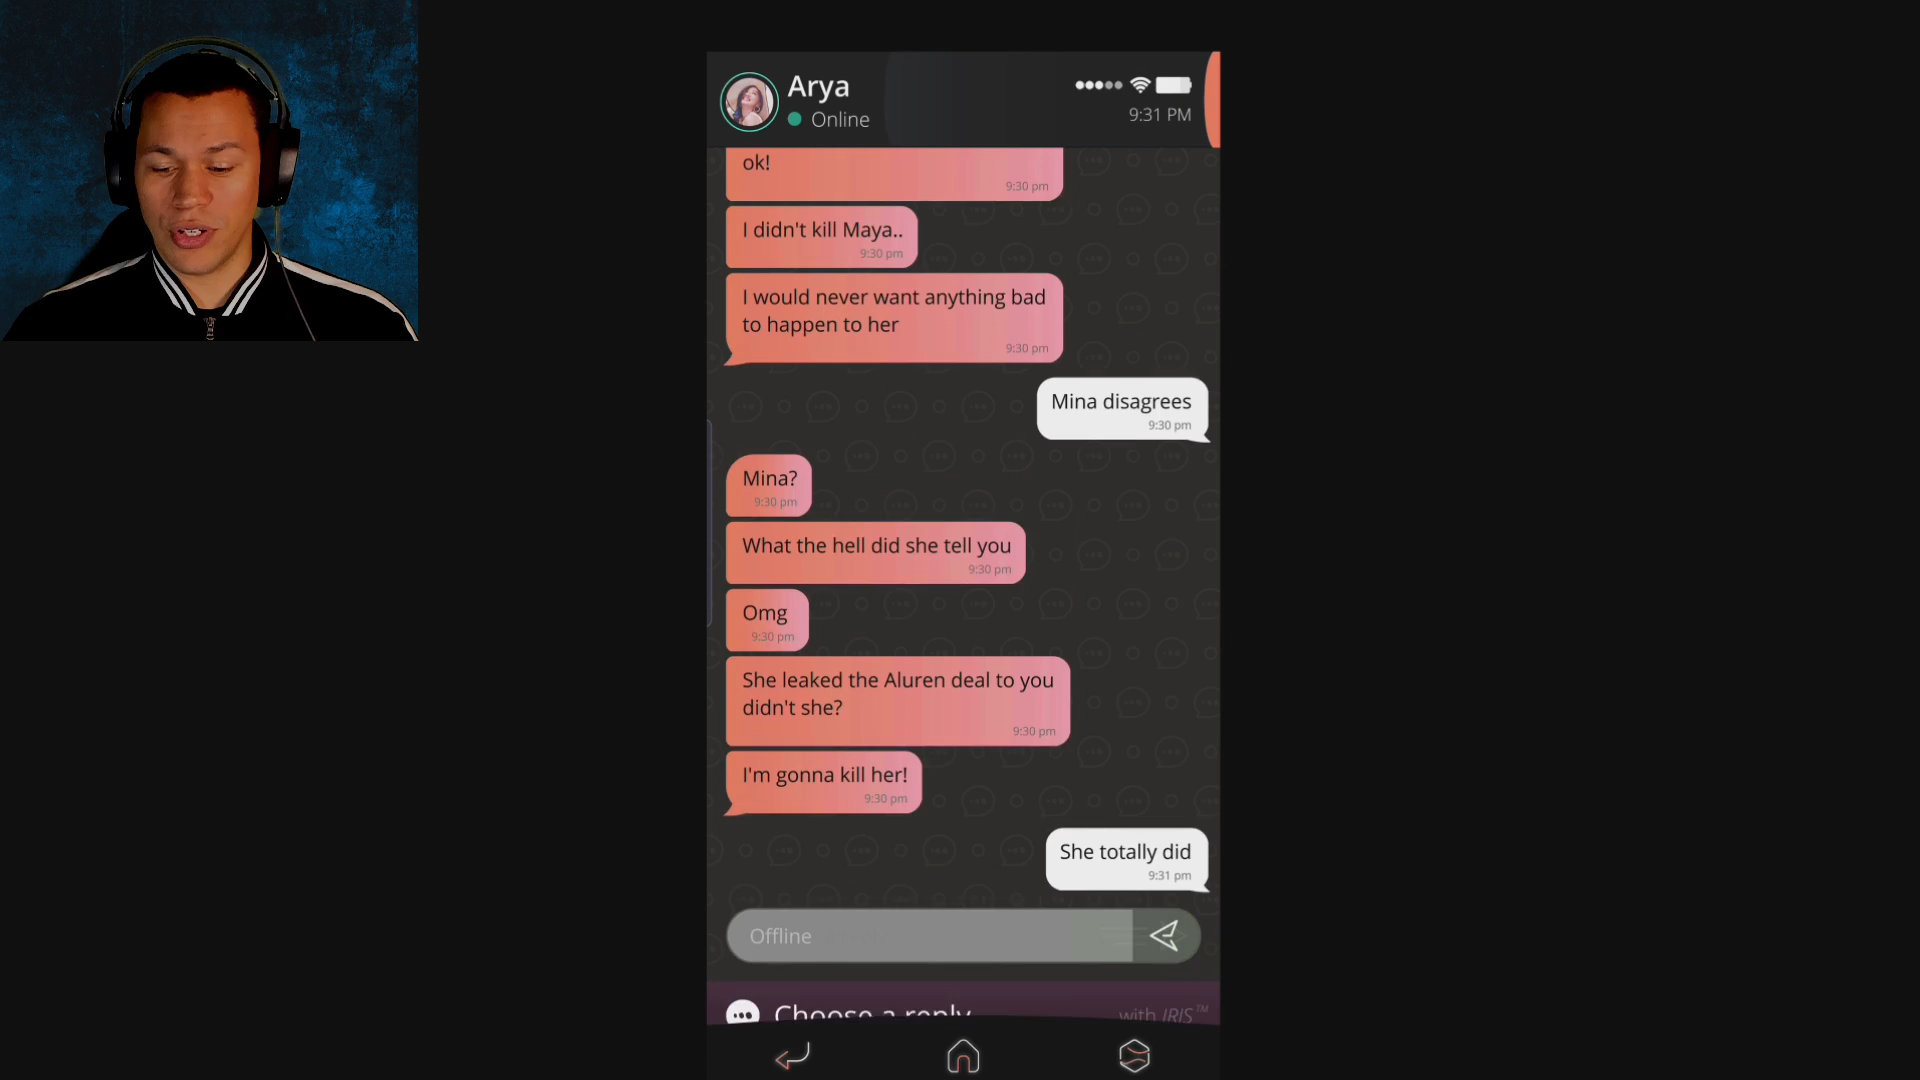 Arya
Online
9:31 PM
ok!
9:30 pm
I didn't kill Maya..
9:30 pm
I would never want anything bad
to happen to her
9:30 pm
Mina disagrees
9:30 pm
Mina?
9:30 pm
What the hell did she tell you
9:30 pm
Omg
9:30 pm
She leaked the Aluren deal to you
didn't she?
9:30 pm
I'm gonna kill her!
9:30 pm
She totally did
9:31 pm
Offline
Choose a reply
with IRIS™